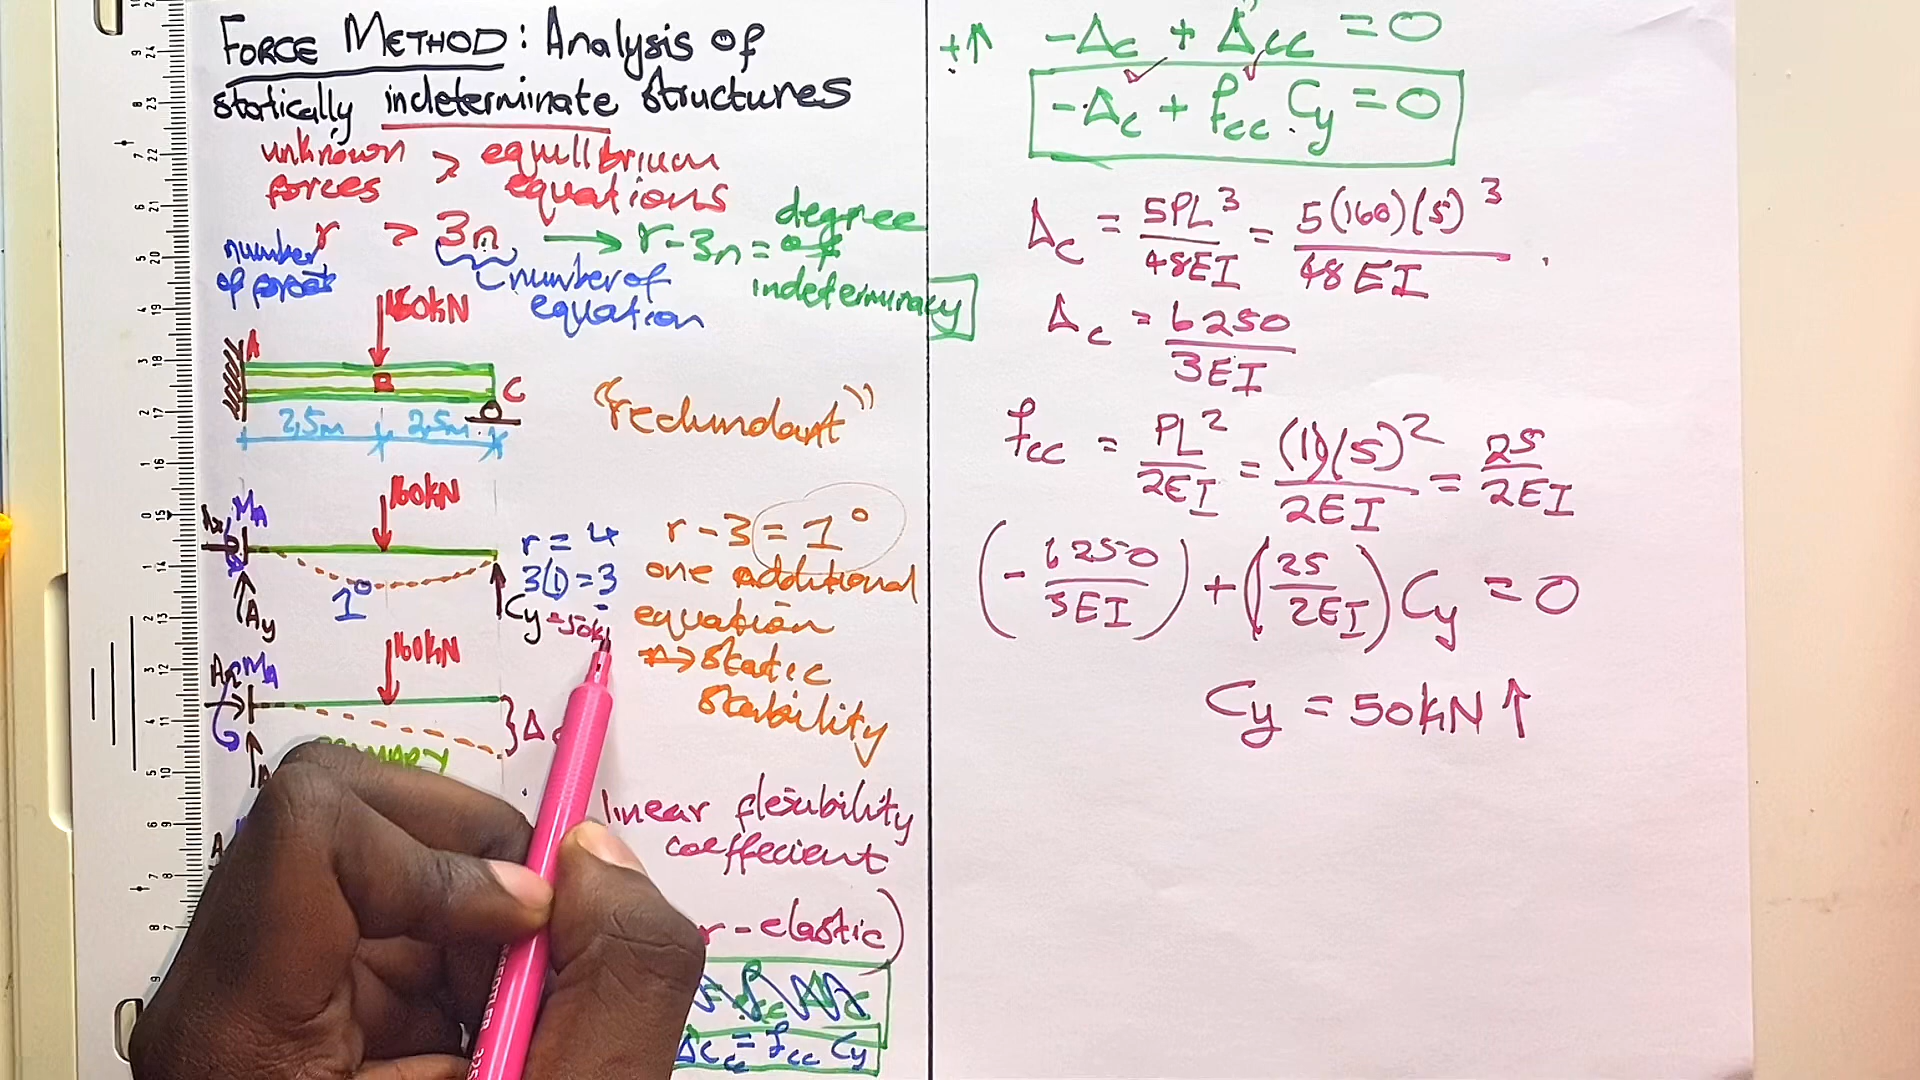 FORCE METHOD: Analysis of
statically indeterminate structures
unknown forces > equilibrium equations
r > 3n → r - 3n = degree of indeterminacy
number of forces
number of equation
160kN
A
B
C
2,5m
2,5m
"redundant"
160kN
MA
Ay
1°
r = 4
3(1) = 3
Cy = 50k
r - 3 = 1°
one additional
equation
→ static
stability
160kN
MA
Δ
linear flexibility
coeffecient
r-elastic)
ΔCc = fcc Cy
+↑ -Δc + Δcc = 0
-Δc + fcc Cy = 0
Δc = 5PL³/48EI = 5(160)(5)³/48EI
Δc = 6250/3EI
fcc = PL²/2EI = (1)(5)²/2EI = 25/2EI
(-6250/3EI) + (25/2EI) Cy = 0
Cy = 50kN↑